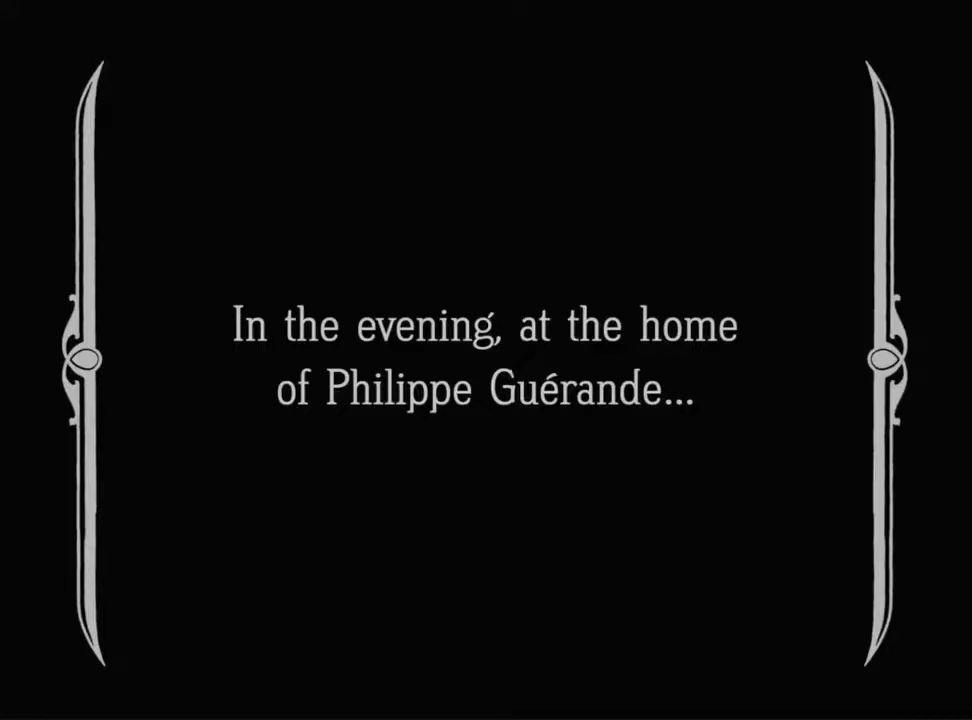 In the evening, at the home
of Philippe Guérande...